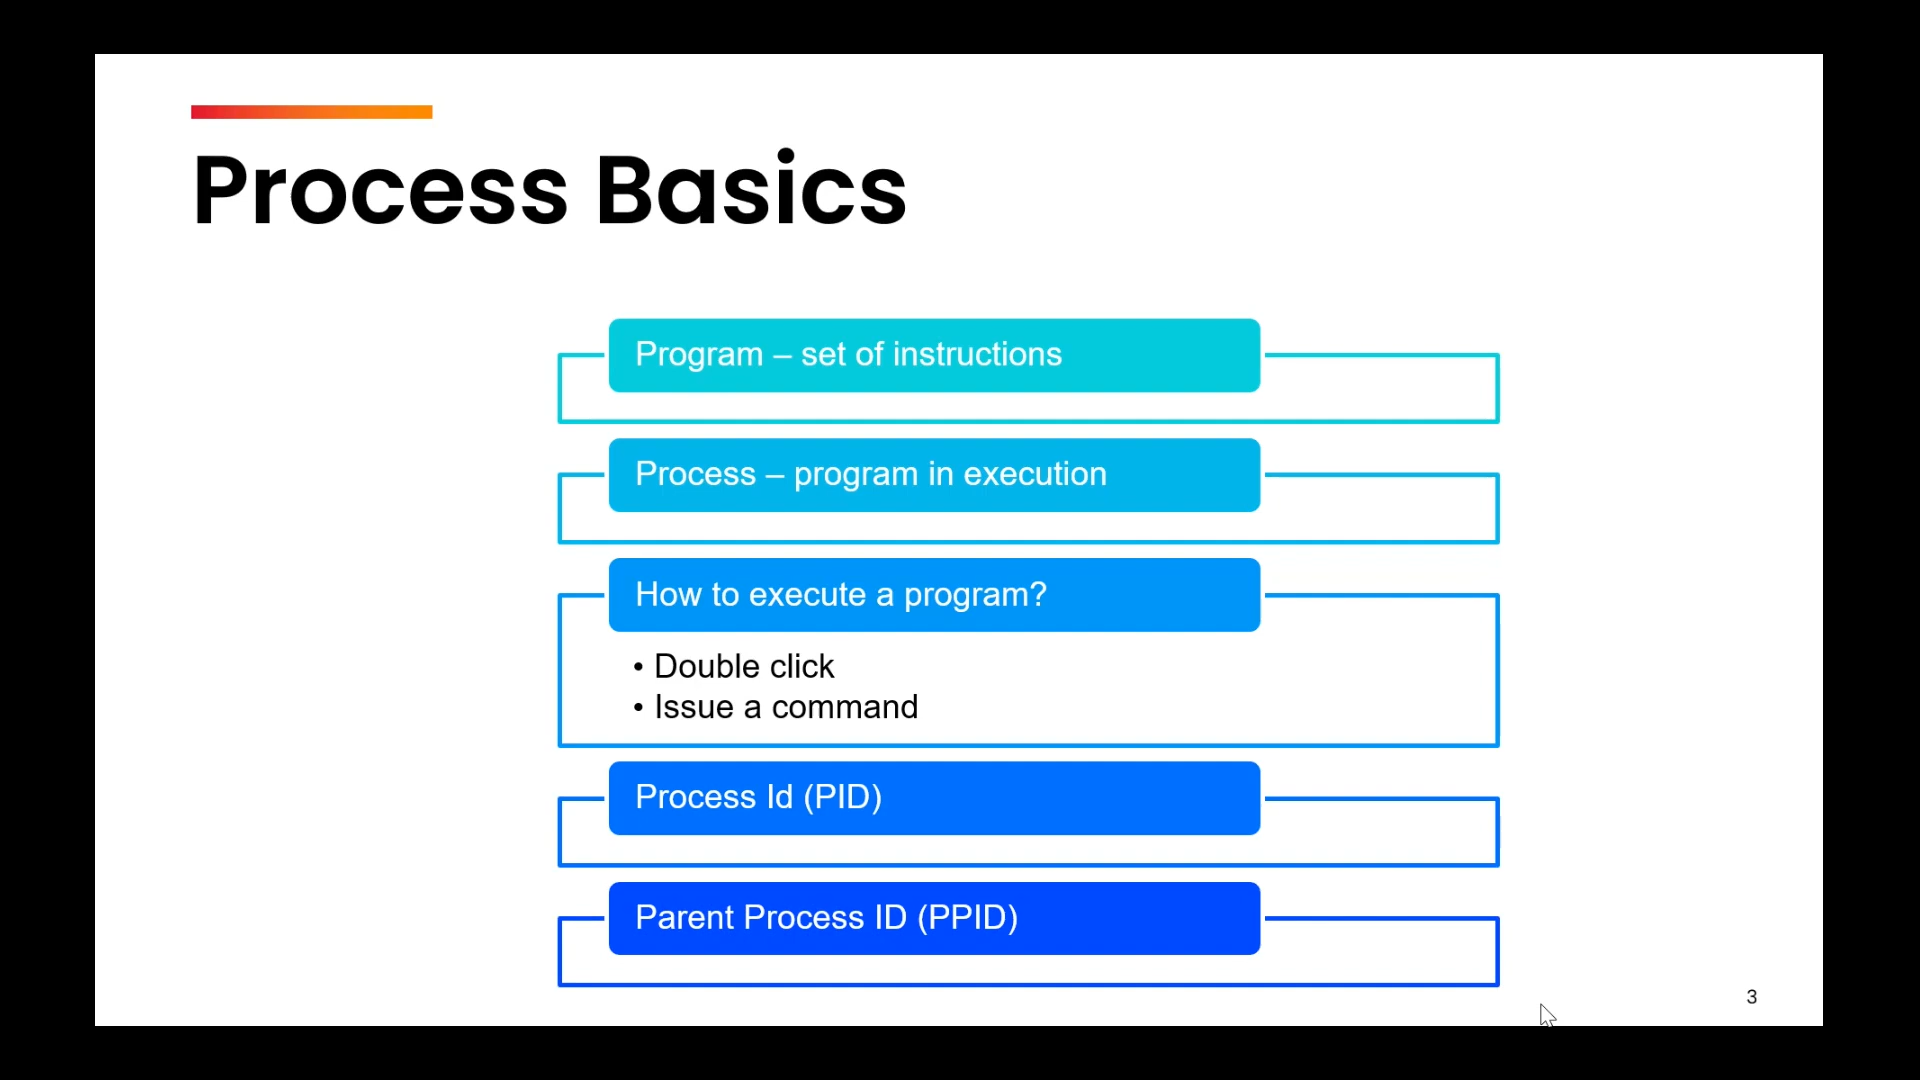 Process Basics
Program – set of instructions
Process – program in execution
How to execute a program?
• Double click
• Issue a command
Process Id (PID)
Parent Process ID (PPID)
3